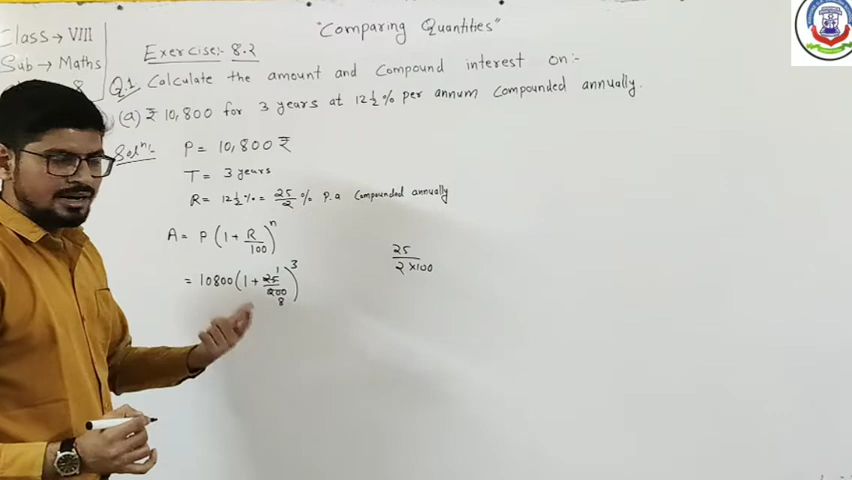 "Comparing Quantities"
Class → VIII
Sub → Maths
8
Exercise:- 8.2
Q.1 Calculate the amount and Compound interest on:-
(a) ₹ 10,800 for 3 years at 12½% per annum Compounded annually.
Solⁿ:- P = 10,800 ₹
T = 3 years
R = 12½% = 25/2 % P.a Compounded annually
A = P (1 + R/100)ⁿ
= 10800 (1 + 25/200)³
1
8
25
2×100